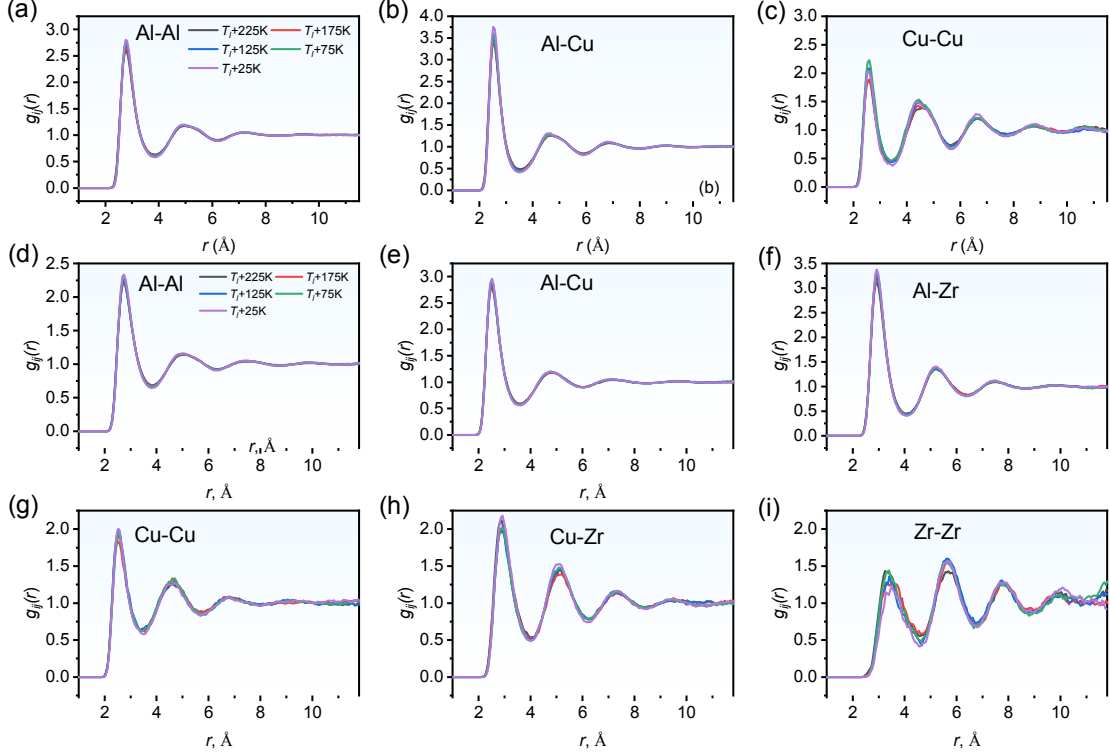 (a)
Al-Al
Tl+225K Tl+175K
Tl+125K Tl+75K
Tl+25K
gij(r)
3.0
2.5
2.0
1.5
1.0
0.5
0.0
2 4 6 8 10
r (Å)
(b)
Al-Cu
gij(r)
4.0
3.5
3.0
2.5
2.0
1.5
1.0
0.5
0.0
(b)
2 4 6 8 10
r (Å)
(c)
Cu-Cu
gij(r)
3.0
2.5
2.0
1.5
1.0
0.5
0.0
2 4 6 8 10
r (Å)
(d)
Al-Al
Tl+225K Tl+175K
Tl+125K Tl+75K
Tl+25K
gij(r)
2.5
2.0
1.5
1.0
0.5
0.0
r, Å
2 4 6 8 10
r, Å
(e)
Al-Cu
gij(r)
3.0
2.5
2.0
1.5
1.0
0.5
0.0
2 4 6 8 10
r, Å
(f)
Al-Zr
gij(r)
3.5
3.0
2.5
2.0
1.5
1.0
0.5
0.0
2 4 6 8 10
r, Å
(g)
Cu-Cu
gij(r)
2.0
1.5
1.0
0.5
0.0
2 4 6 8 10
r, Å
(h)
Cu-Zr
gij(r)
2.0
1.5
1.0
0.5
0.0
2 4 6 8 10
r, Å
(i)
Zr-Zr
gij(r)
2.0
1.5
1.0
0.5
0.0
2 4 6 8 10
r, Å